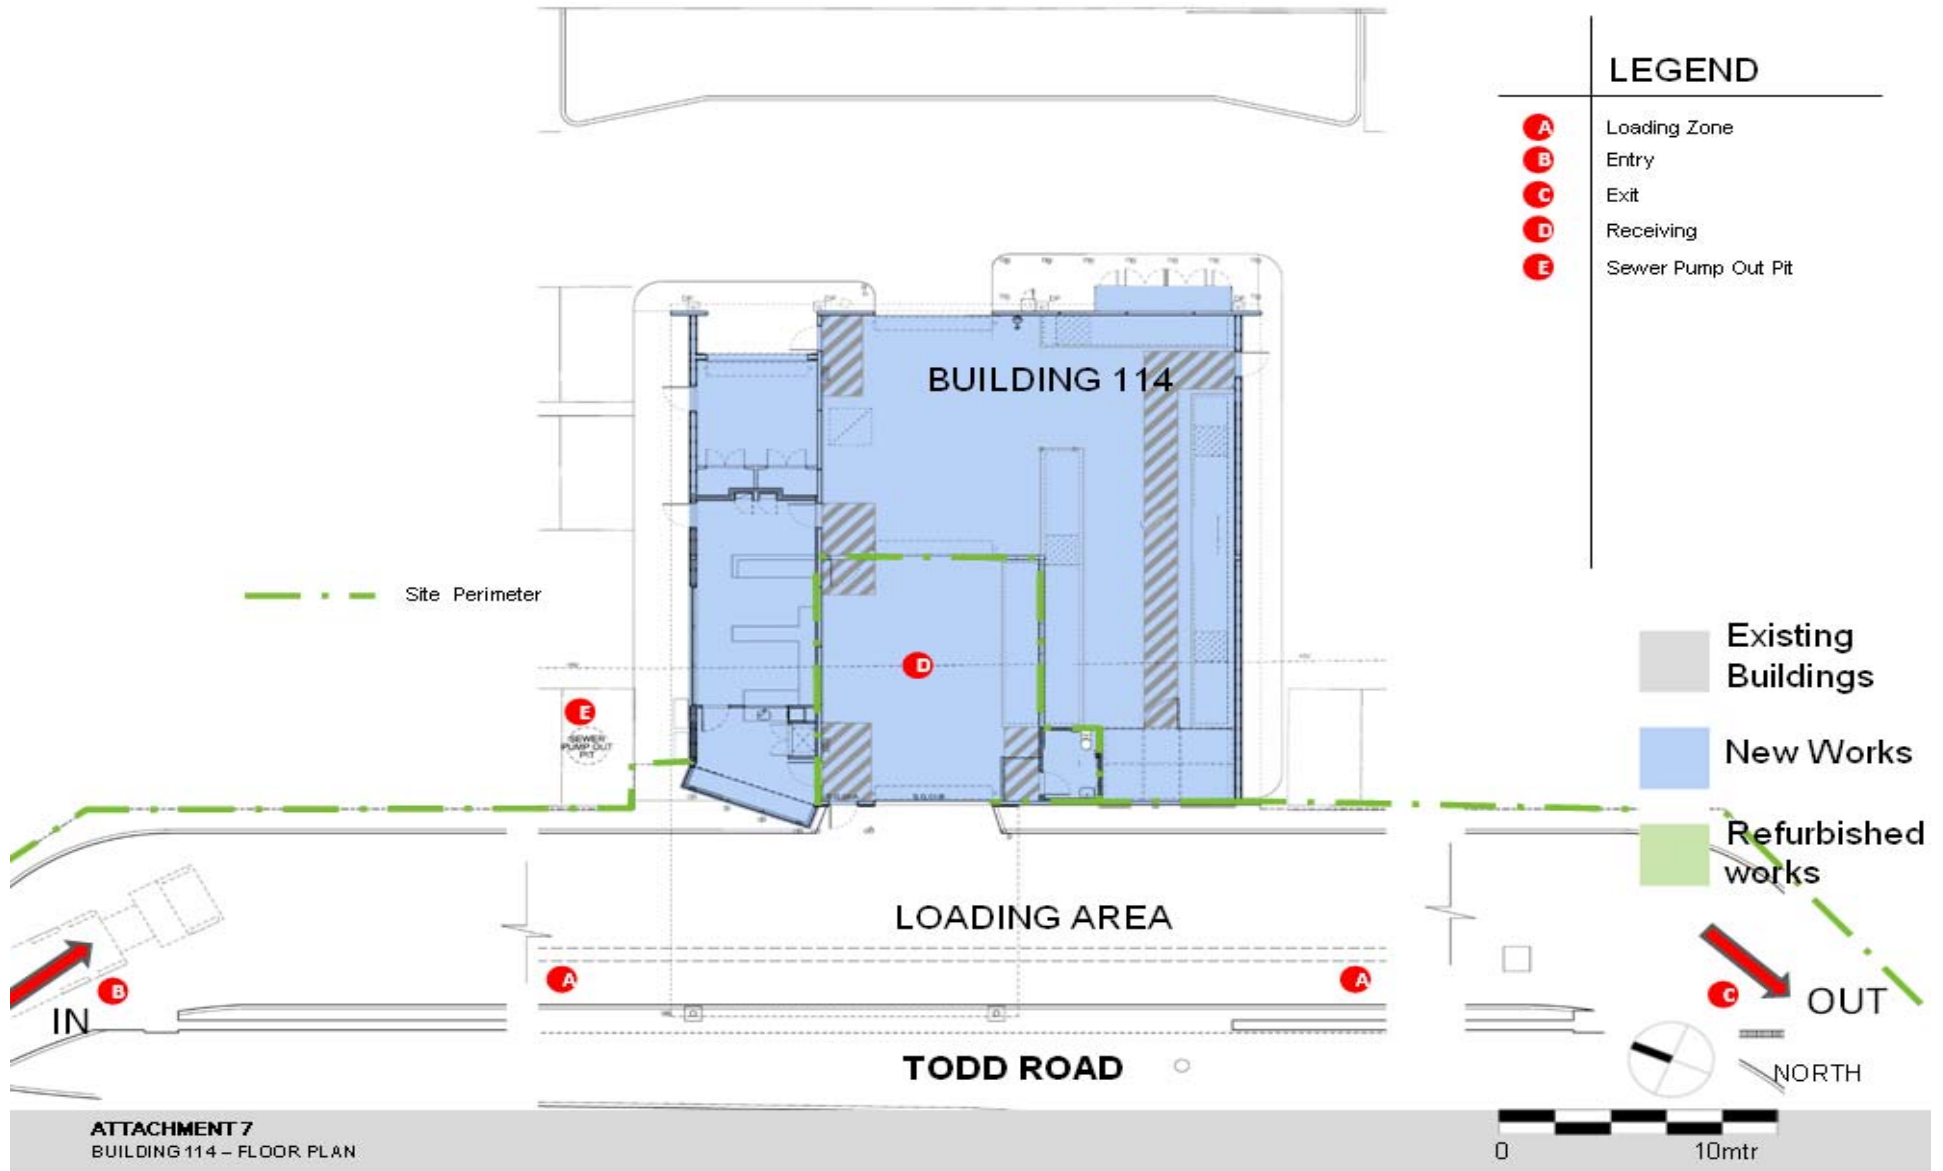 LEGEND
A Loading Zone
B Entry
C Exit
D Receiving
E Sewer Pump Out Pit
BUILDING 114
Site Perimeter
D
E
SEWER
PUMP OUT
PIT
Existing
Buildings
New Works
Refurbished
works
LOADING AREA
A
A
B
IN
C
OUT
TODD ROAD
NORTH
ATTACHMENT 7
BUILDING 114 – FLOOR PLAN
0
10mtr